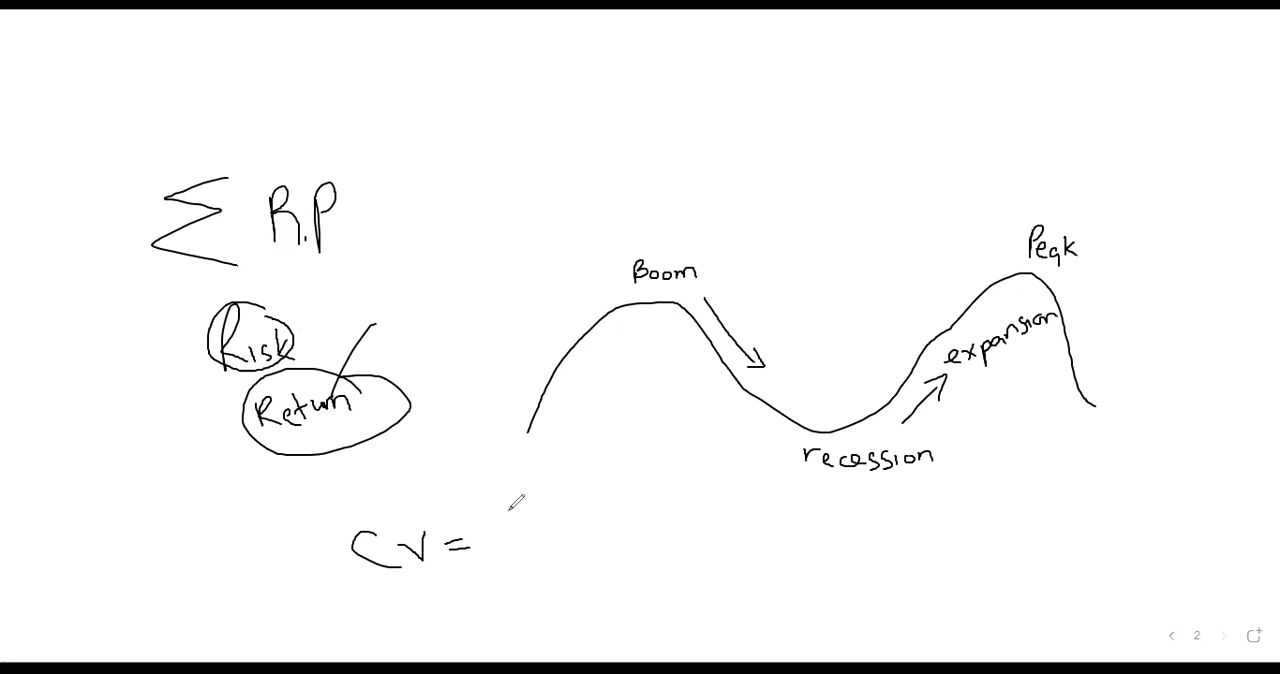 Σ R.P
Risk
Return
CV =
Boom
recession
expansion
Peak
2